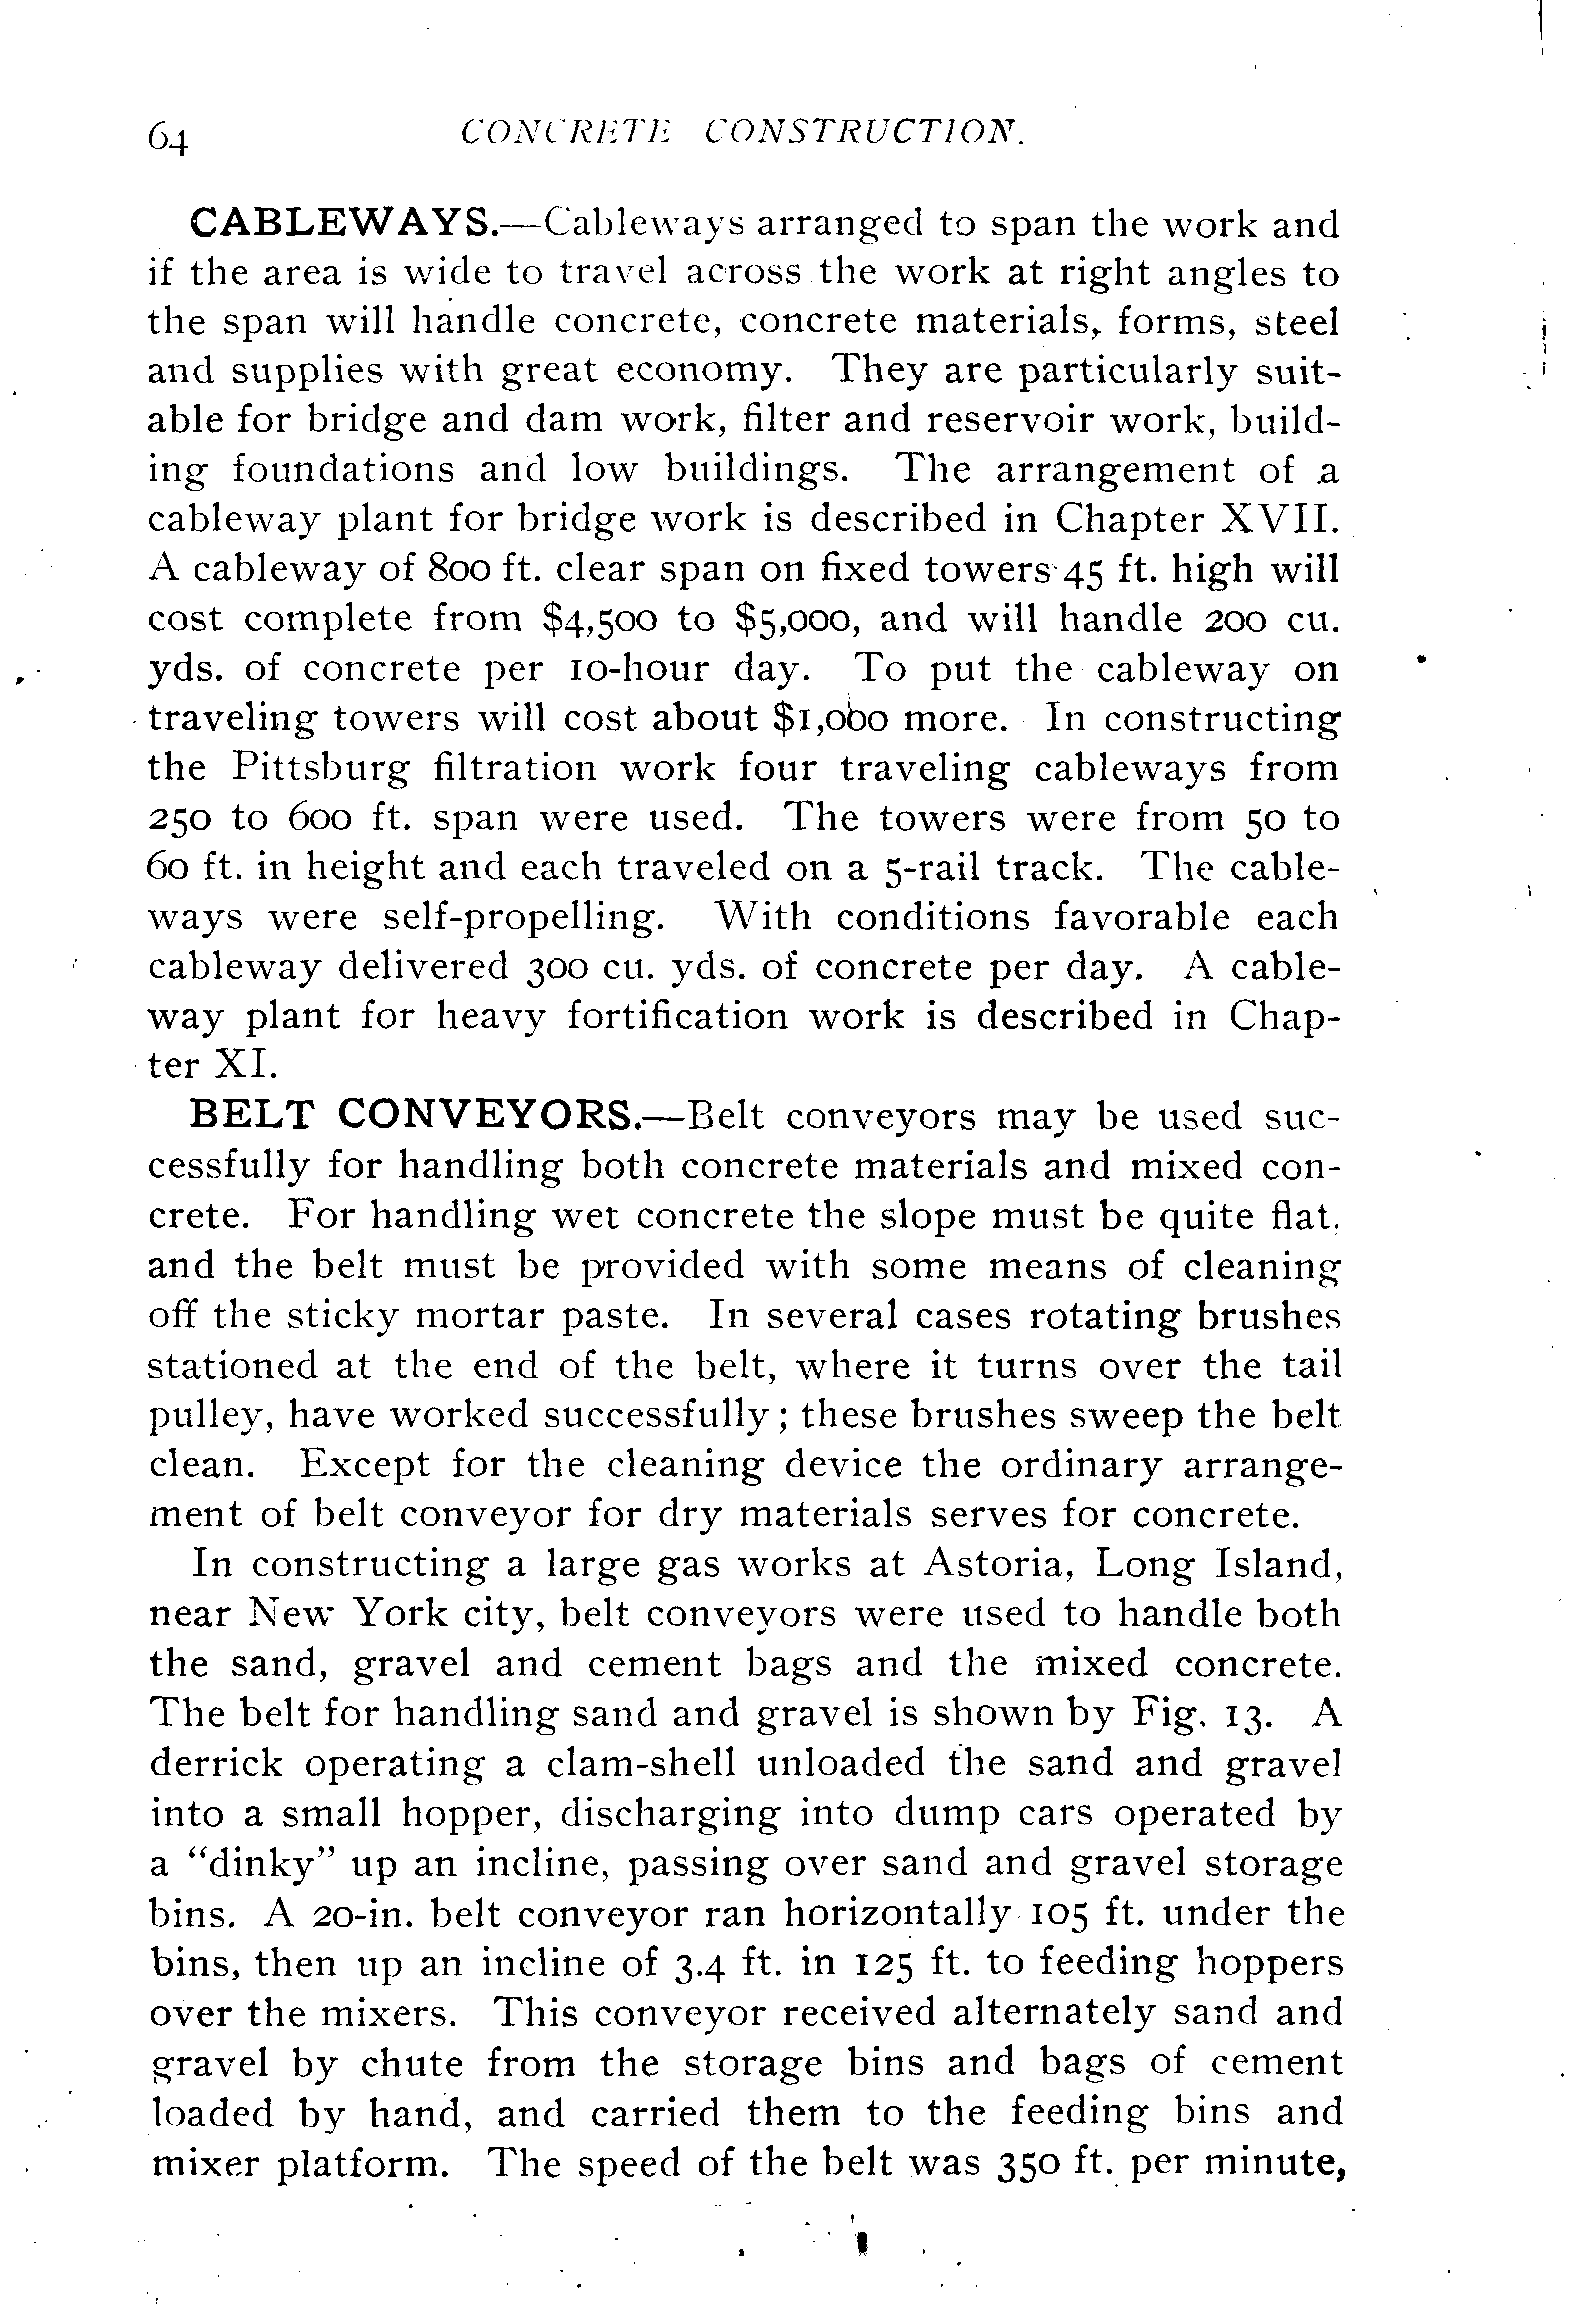 64 CONCRETE CONSTRUCTION.
CABLEWAYS.—Cableways arranged to span the work and
if the area is wide to travel across the work at right angles to
the span will handle concrete, concrete materials, forms, steel
and supplies with great economy. They are particularly suit-
able for bridge and dam work, filter and reservoir work, build-
ing foundations and low buildings. The arrangement of a
cableway plant for bridge work is described in Chapter XVII.
A cableway of 800 ft. clear span on fixed towers 45 ft. high will
cost complete from $4,500 to $5,000, and will handle 200 cu.
yds. of concrete per 10-hour day. To put the cableway on
traveling towers will cost about $1,000 more. In constructing
the Pittsburg filtration work four traveling cableways from
250 to 600 ft. span were used. The towers were from 50 to
60 ft. in height and each traveled on a 5-rail track. The cable-
ways were self-propelling. With conditions favorable each
cableway delivered 300 cu. yds. of concrete per day. A cable-
way plant for heavy fortification work is described in Chap-
ter XI.
BELT CONVEYORS.—Belt conveyors may be used suc-
cessfully for handling both concrete materials and mixed con-
crete. For handling wet concrete the slope must be quite flat.
and the belt must be provided with some means of cleaning
off the sticky mortar paste. In several cases rotating brushes
stationed at the end of the belt, where it turns over the tail
pulley, have worked successfully; these brushes sweep the belt
clean. Except for the cleaning device the ordinary arrange-
ment of belt conveyor for dry materials serves for concrete.
In constructing a large gas works at Astoria, Long Island,
near New York city, belt conveyors were used to handle both
the sand, gravel and cement bags and the mixed concrete.
The belt for handling sand and gravel is shown by Fig. 13. A
derrick operating a clam-shell unloaded the sand and gravel
into a small hopper, discharging into dump cars operated by
a "dinky" up an incline, passing over sand and gravel storage
bins. A 20-in. belt conveyor ran horizontally 105 ft. under the
bins, then up an incline of 3.4 ft. in 125 ft. to feeding hoppers
over the mixers. This conveyor received alternately sand and
gravel by chute from the storage bins and bags of cement
loaded by hand, and carried them to the feeding bins and
mixer platform. The speed of the belt was 350 ft. per minute,